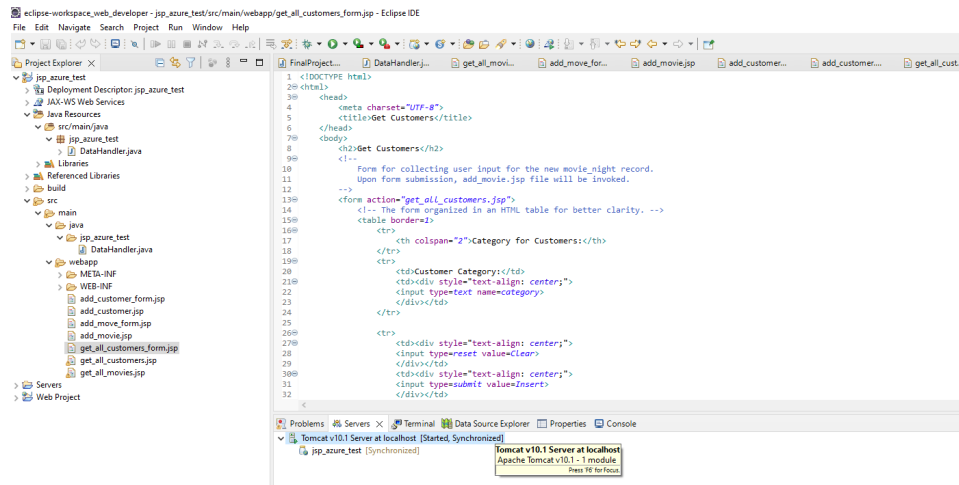 eclipse-workspace_web_developer - jsp_azure_test/src/main/webapp/get_all_customers_form.jsp - Eclipse IDE
File Edit Navigate Search Project Run Window Help
Project Explorer
jsp_azure_test
Deployment Descriptor: jsp_azure_test
JAX-WS Web Services
Java Resources
src/main/java
jsp_azure_test
DataHandler.java
Libraries
Referenced Libraries
build
src
main
java
jsp_azure_test
DataHandler.java
webapp
META-INF
WEB-INF
add_customer_form.jsp
add_customer.jsp
add_move_form.jsp
add_movie.jsp
get_all_customers_form.jsp
get_all_customers.jsp
get_all_movies.jsp
Servers
Web Project
FinalProject.... DataHandler.j... get_all_movi... add_move_for... add_movie.jsp add_customer... add_customer.... get_all_cust.
1 <!DOCTYPE html>
2 <html>
3 <head>
4 <meta charset="UTF-8">
5 <title>Get Customers</title>
6 </head>
7 <body>
8 <h2>Get Customers</h2>
9 <!--
10 Form for collecting user input for the new movie_night record.
11 Upon form submission, add_movie.jsp file will be invoked.
12 -->
13 <form action="get_all_customers.jsp">
14 <!-- The form organized in an HTML table for better clarity. -->
15 <table border=1>
16 <tr>
17 <th colspan="2">Category for Customers:</th>
18 </tr>
19 <tr>
20 <td>Customer Category:</td>
21 <td><div style="text-align: center;">
22 <input type=text name=category>
23 </div></td>
24 </tr>
25
26 <tr>
27 <td><div style="text-align: center;">
28 <input type=reset value=Clear>
29 </div></td>
30 <td><div style="text-align: center;">
31 <input type=submit value=Insert>
32 </div></td>
Problems Servers Terminal Data Source Explorer Properties Console
Tomcat v10.1 Server at localhost [Started, Synchronized]
jsp_azure_test [Synchronized]
Tomcat v10.1 Server at localhost
Apache Tomcat v10.1 - 1 module
Press 'F6' for Focus